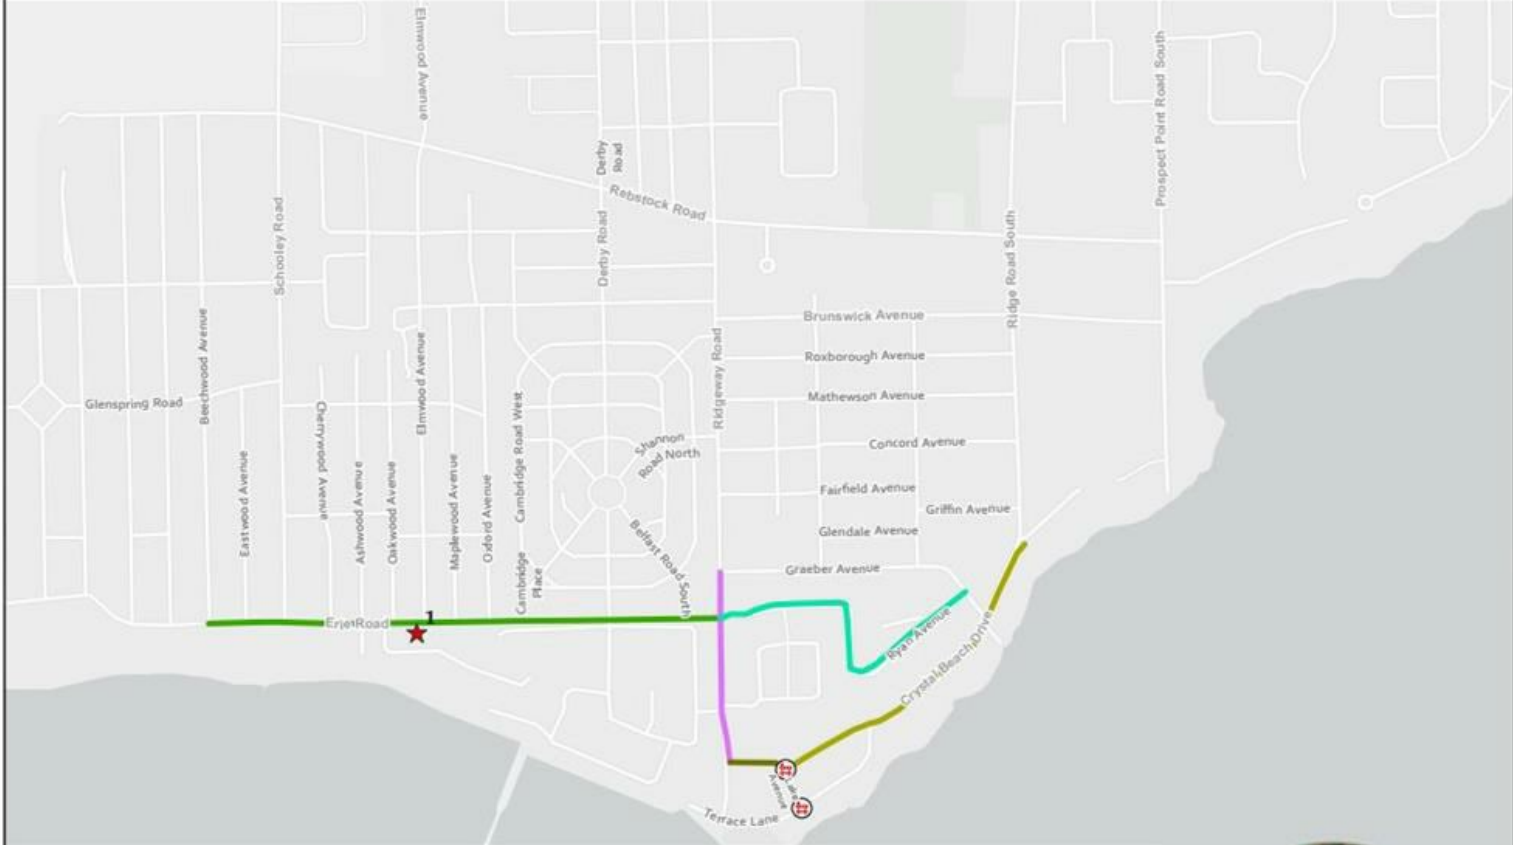 Elmwood Avenue
Prospect Point Road South
Derby
Road
Rebstock Road
Schooley Road
Derby Road
Ridge Road South
Brunswick Avenue
Beechwood Avenue
Elmwood Avenue
Ridgeway Road
Roxborough Avenue
Mathewson Avenue
Glenspring Road
Cherrywood Avenue
Cambridge Road West
Shannon
Road North
Concord Avenue
Eastwood Avenue
Ashwood Avenue
Oakwood Avenue
Maplewood Avenue
Oxford Avenue
Fairfield Avenue
Griffin Avenue
Glendale Avenue
Belfast Road South
Cambridge
Place
Graeber Avenue
Erie Road
1
Ryan Avenue
Crystal Beach Drive
Lake
Avenue
Terrace Lane